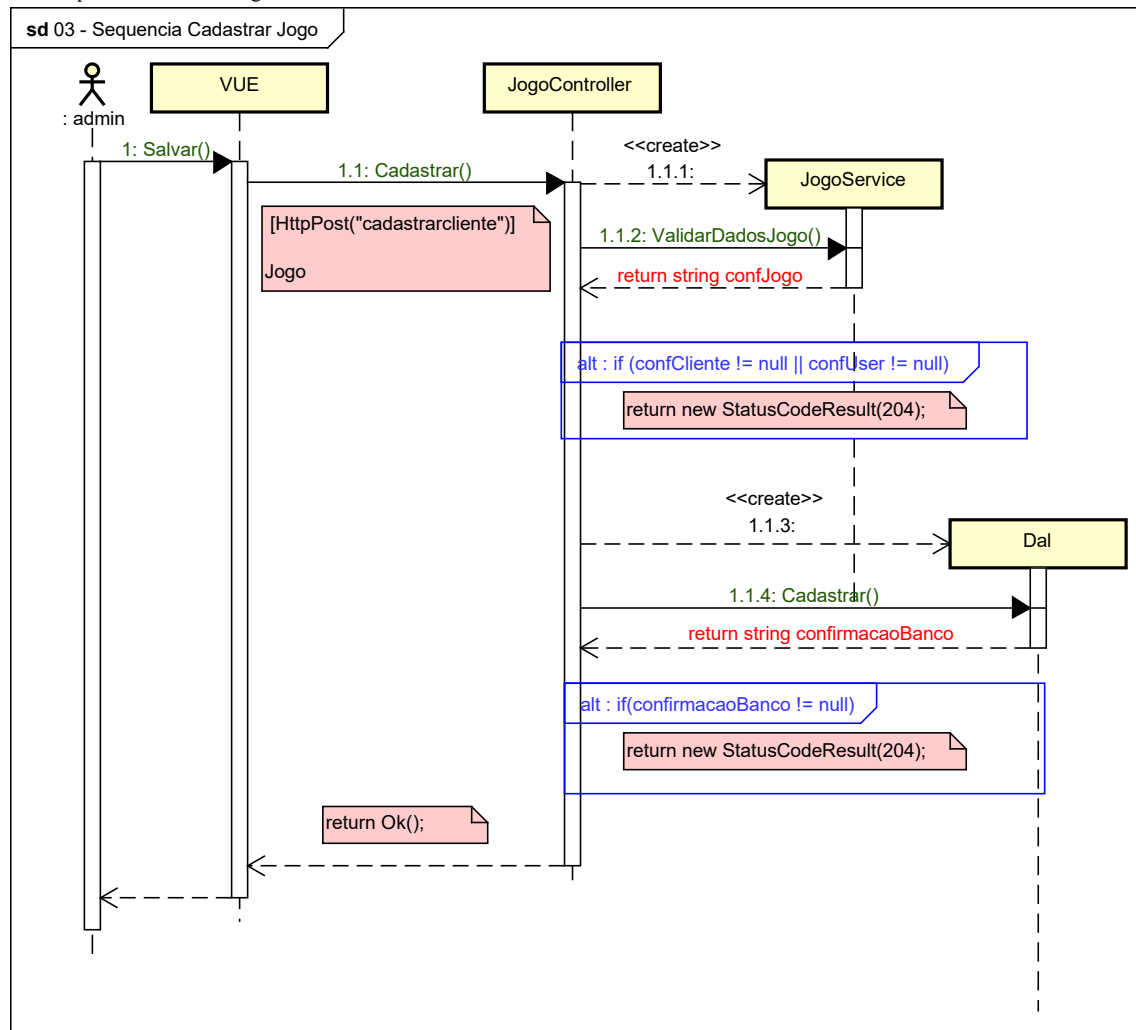 sd 03 - Sequencia Cadastrar Jogo
VUE
JogoController
: admin
1: Salvar()
<<create>>
1.1: Cadastrar()
1.1.1:
JogoService
[HttpPost("cadastrarcliente")]
Jogo
1.1.2: ValidarDadosJogo()
return string confJogo
alt : if (confCliente != null || confUser != null)
return new StatusCodeResult(204);
<<create>>
1.1.3:
Dal
1.1.4: Cadastrar()
return string confirmacaoBanco
alt : if(confirmacaoBanco != null)
return new StatusCodeResult(204);
return Ok();